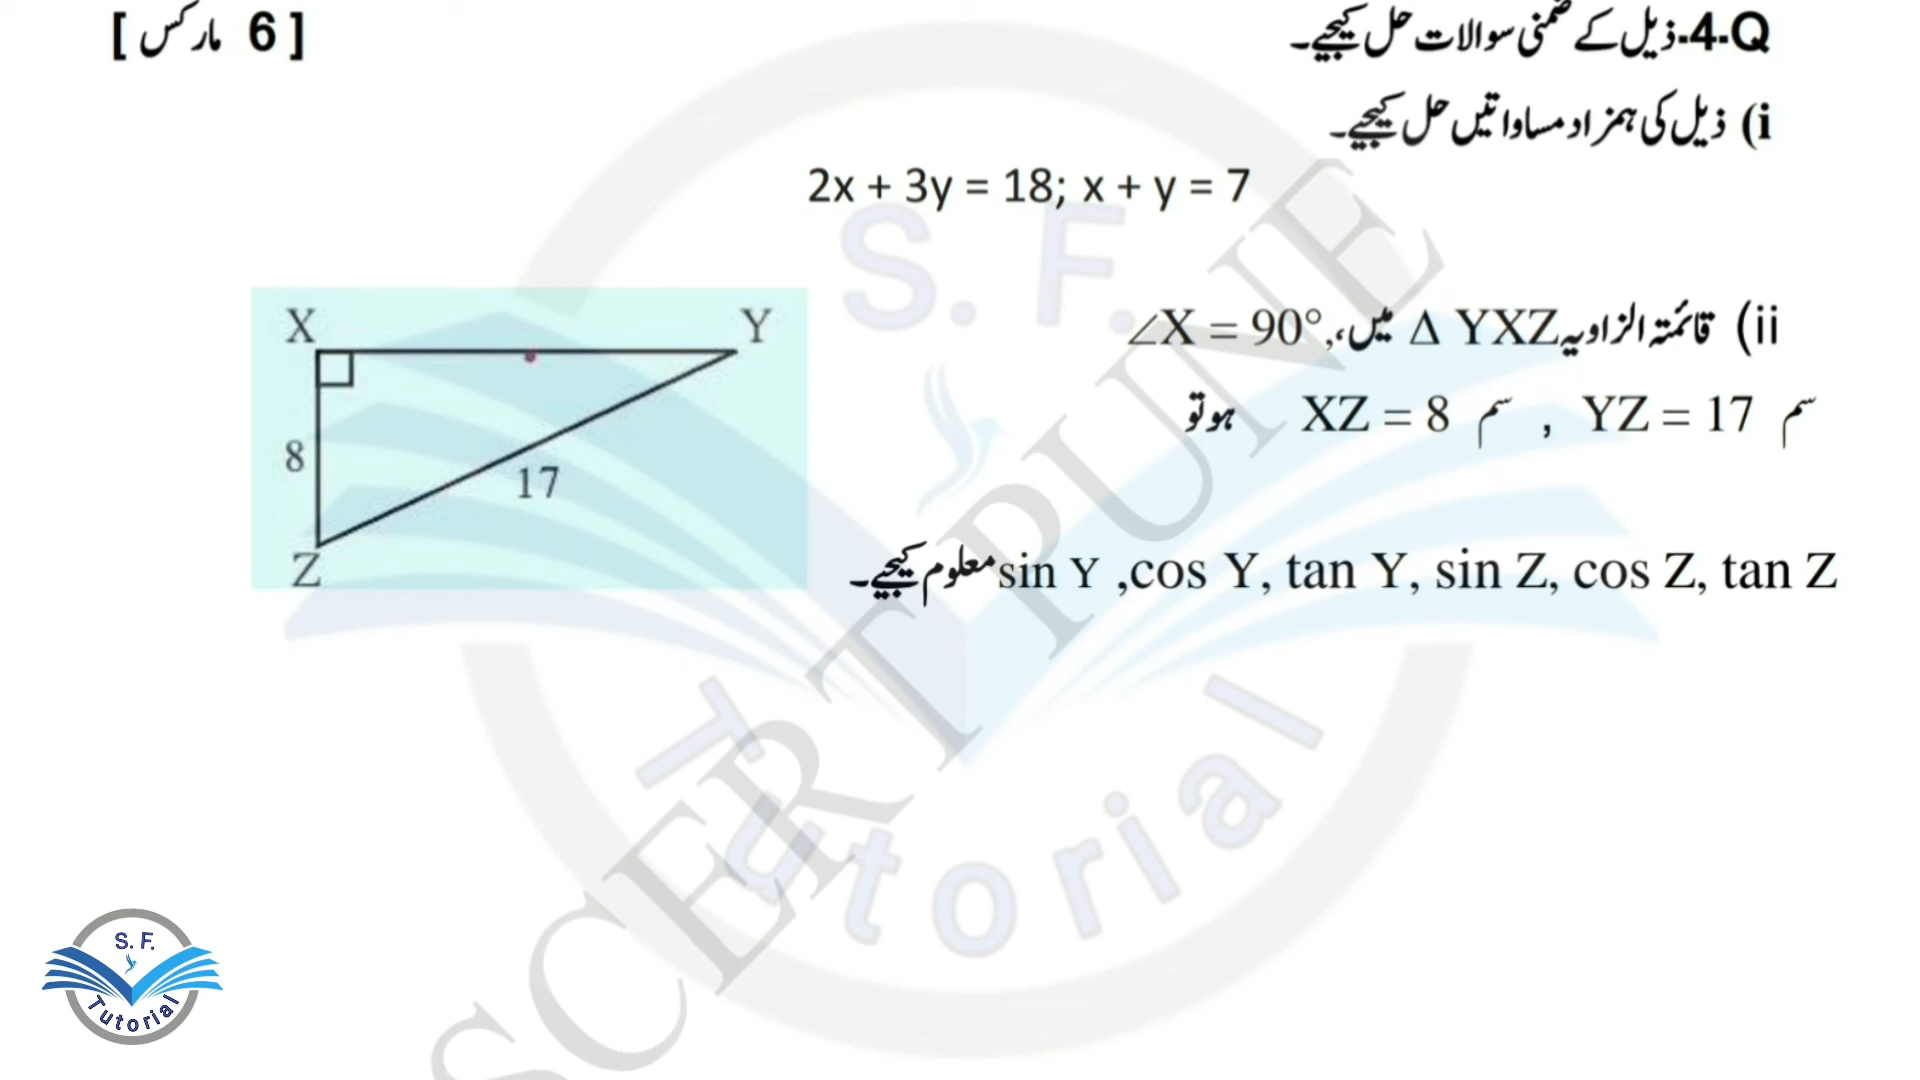 Q-4-ذیل کے ضمنی سوالات حل کیجیے۔ [ 6 مارکس ]
i) ذیل کی ہمزاد مساواتیں حل کیجیے۔
2x + 3y = 18; x + y = 7
ii) قائمۃ الزاویہ Δ YXZ میں، ∠X = 90°,
سم YZ = 17 , سم XZ = 8 ہو تو
sin Y ,cos Y, tan Y, sin Z, cos Z, tan Z معلوم کیجیے۔
X Y
8
17
Z
SCERT PUNE
S. F.
Tutorial
S. F.
Tutorial